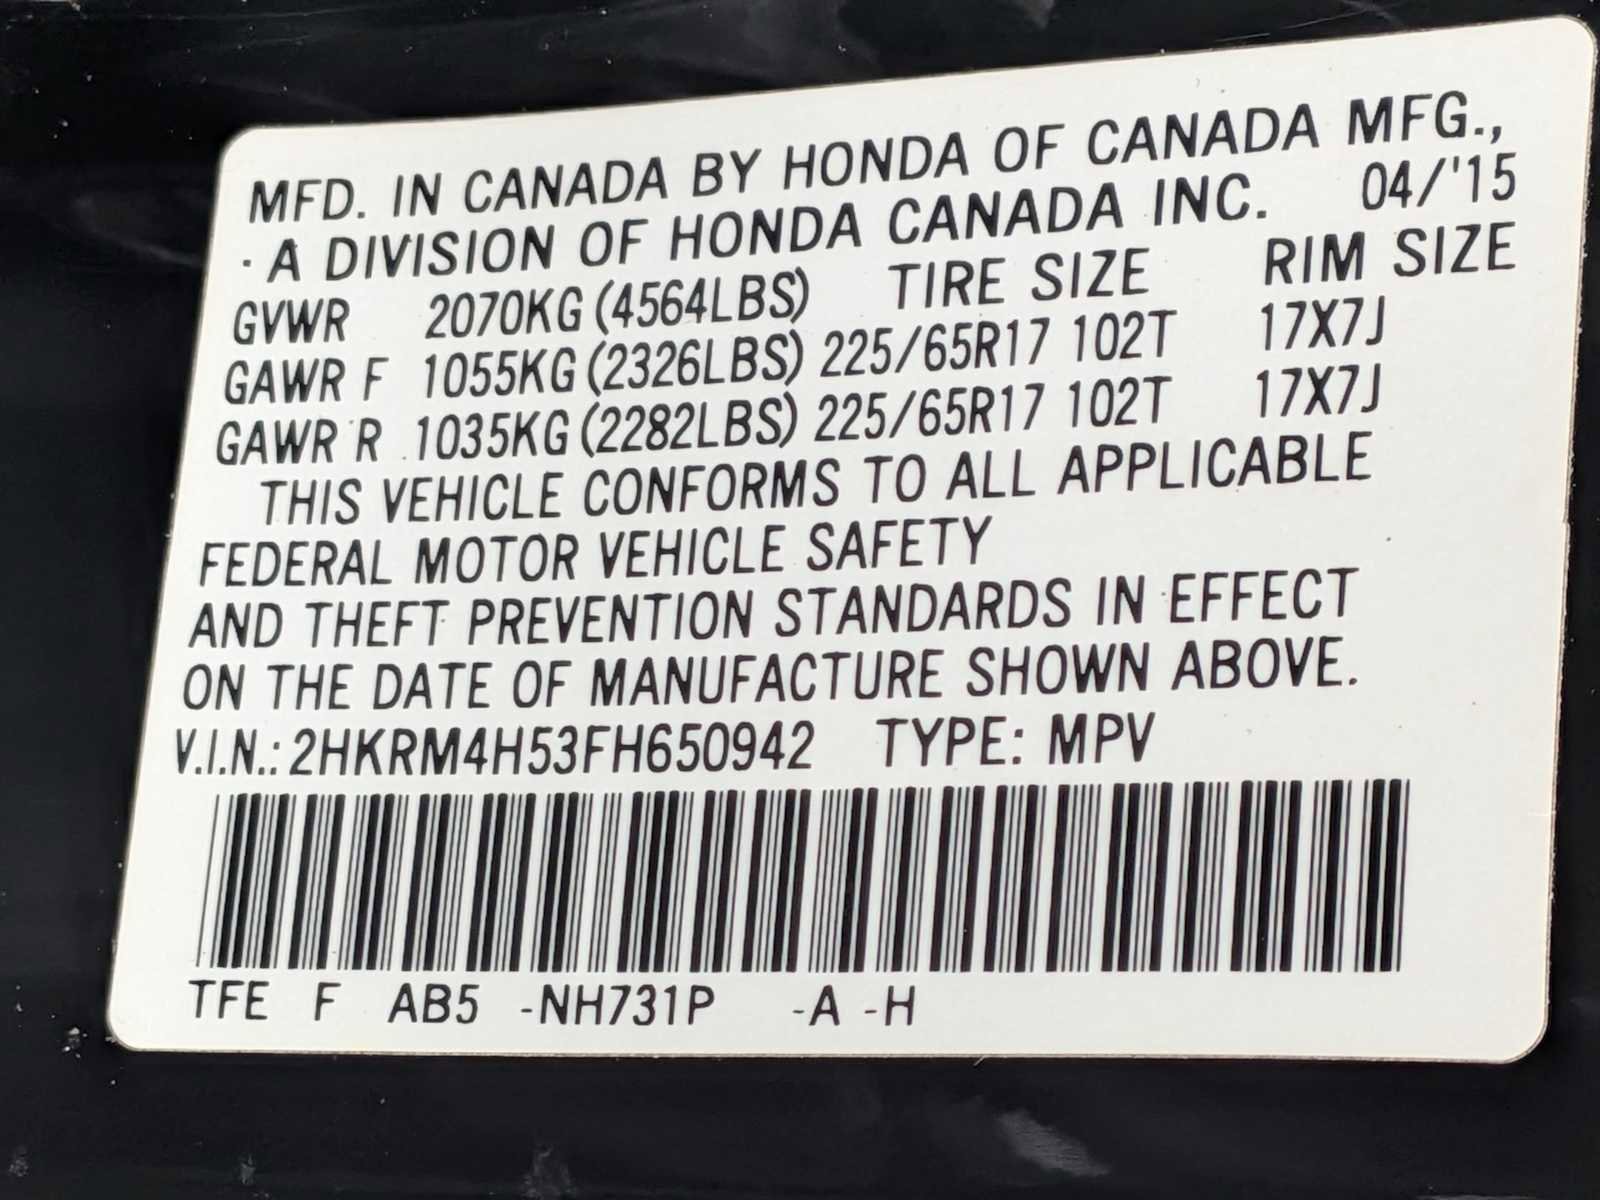 MFD. IN CANADA BY HONDA OF CANADA MFG.,
A DIVISION OF HONDA CANADA INC. 04/'15
GVWR 2070KG (4564LBS) TIRE SIZE RIM SIZE
GAWR F 1055KG (2326LBS) 225/65R17 102T 17X7J
GAWR R 1035KG (2282LBS) 225/65R17 102T 17X7J
THIS VEHICLE CONFORMS TO ALL APPLICABLE
FEDERAL MOTOR VEHICLE SAFETY
AND THEFT PREVENTION STANDARDS IN EFFECT
ON THE DATE OF MANUFACTURE SHOWN ABOVE.
V.I.N.: 2HKRM4H53FH650942 TYPE: MPV
TFE F AB5 -NH731P -A -H